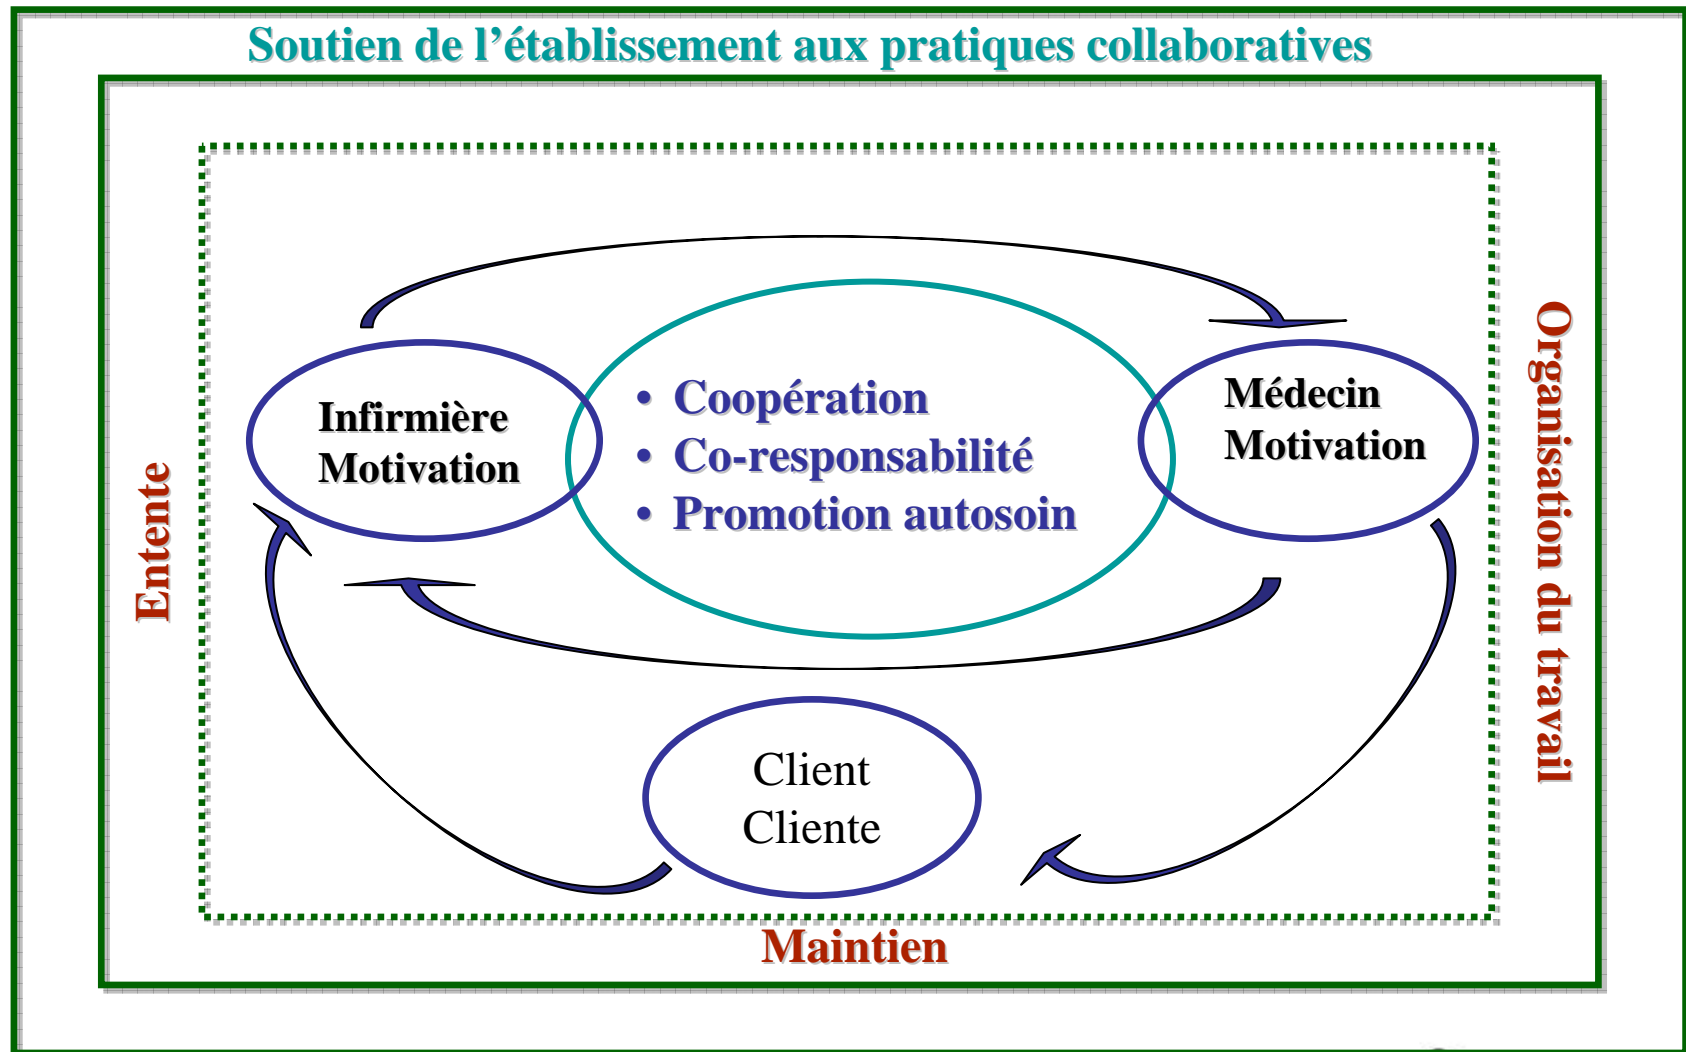 Soutien de l’établissement aux pratiques collaboratives
Infirmière
Motivation
• Coopération
• Co-responsabilité
• Promotion autosoin
Médecin
Motivation
Entente
Organisation du travail
Client
Cliente
Maintien